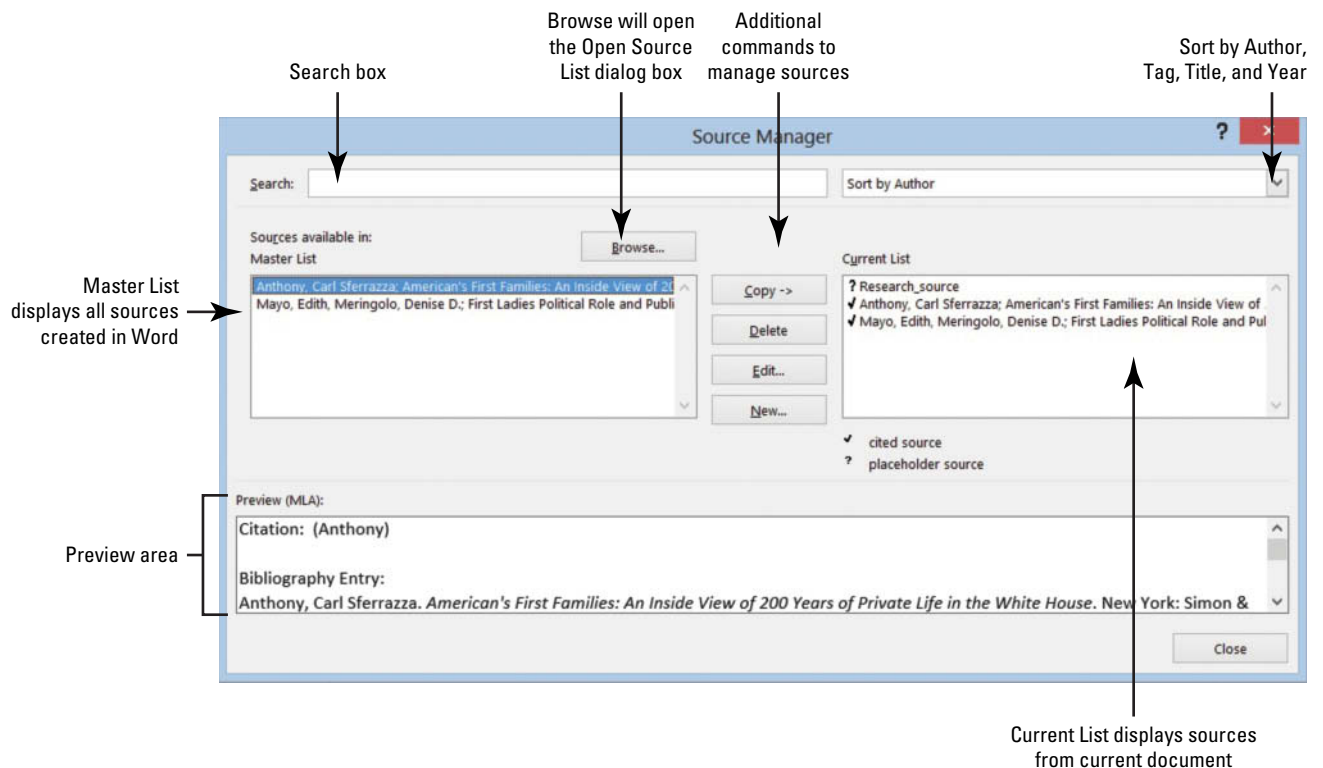 Browse will open
the Open Source
List dialog box
Additional
commands to
manage sources
Sort by Author,
Tag, Title, and Year
Search box
Source Manager
?
Search:
Sort by Author
Sources available in:
Master List
Browse...
Current List
Master List
displays all sources
created in Word
Anthony, Carl Sferrazza; American's First Families: An Inside View of 20
Mayo, Edith, Meringolo, Denise D.; First Ladies Political Role and Publi
Copy ->
Delete
Edit...
New...
? Research_source
✓ Anthony, Carl Sferrazza; American's First Families: An Inside View of
✓ Mayo, Edith, Meringolo, Denise D.; First Ladies Political Role and Pul
✓ cited source
? placeholder source
Preview (MLA):
Preview area
Citation: (Anthony)
Bibliography Entry:
Anthony, Carl Sferrazza. American's First Families: An Inside View of 200 Years of Private Life in the White House. New York: Simon &
Close
Current List displays sources
from current document